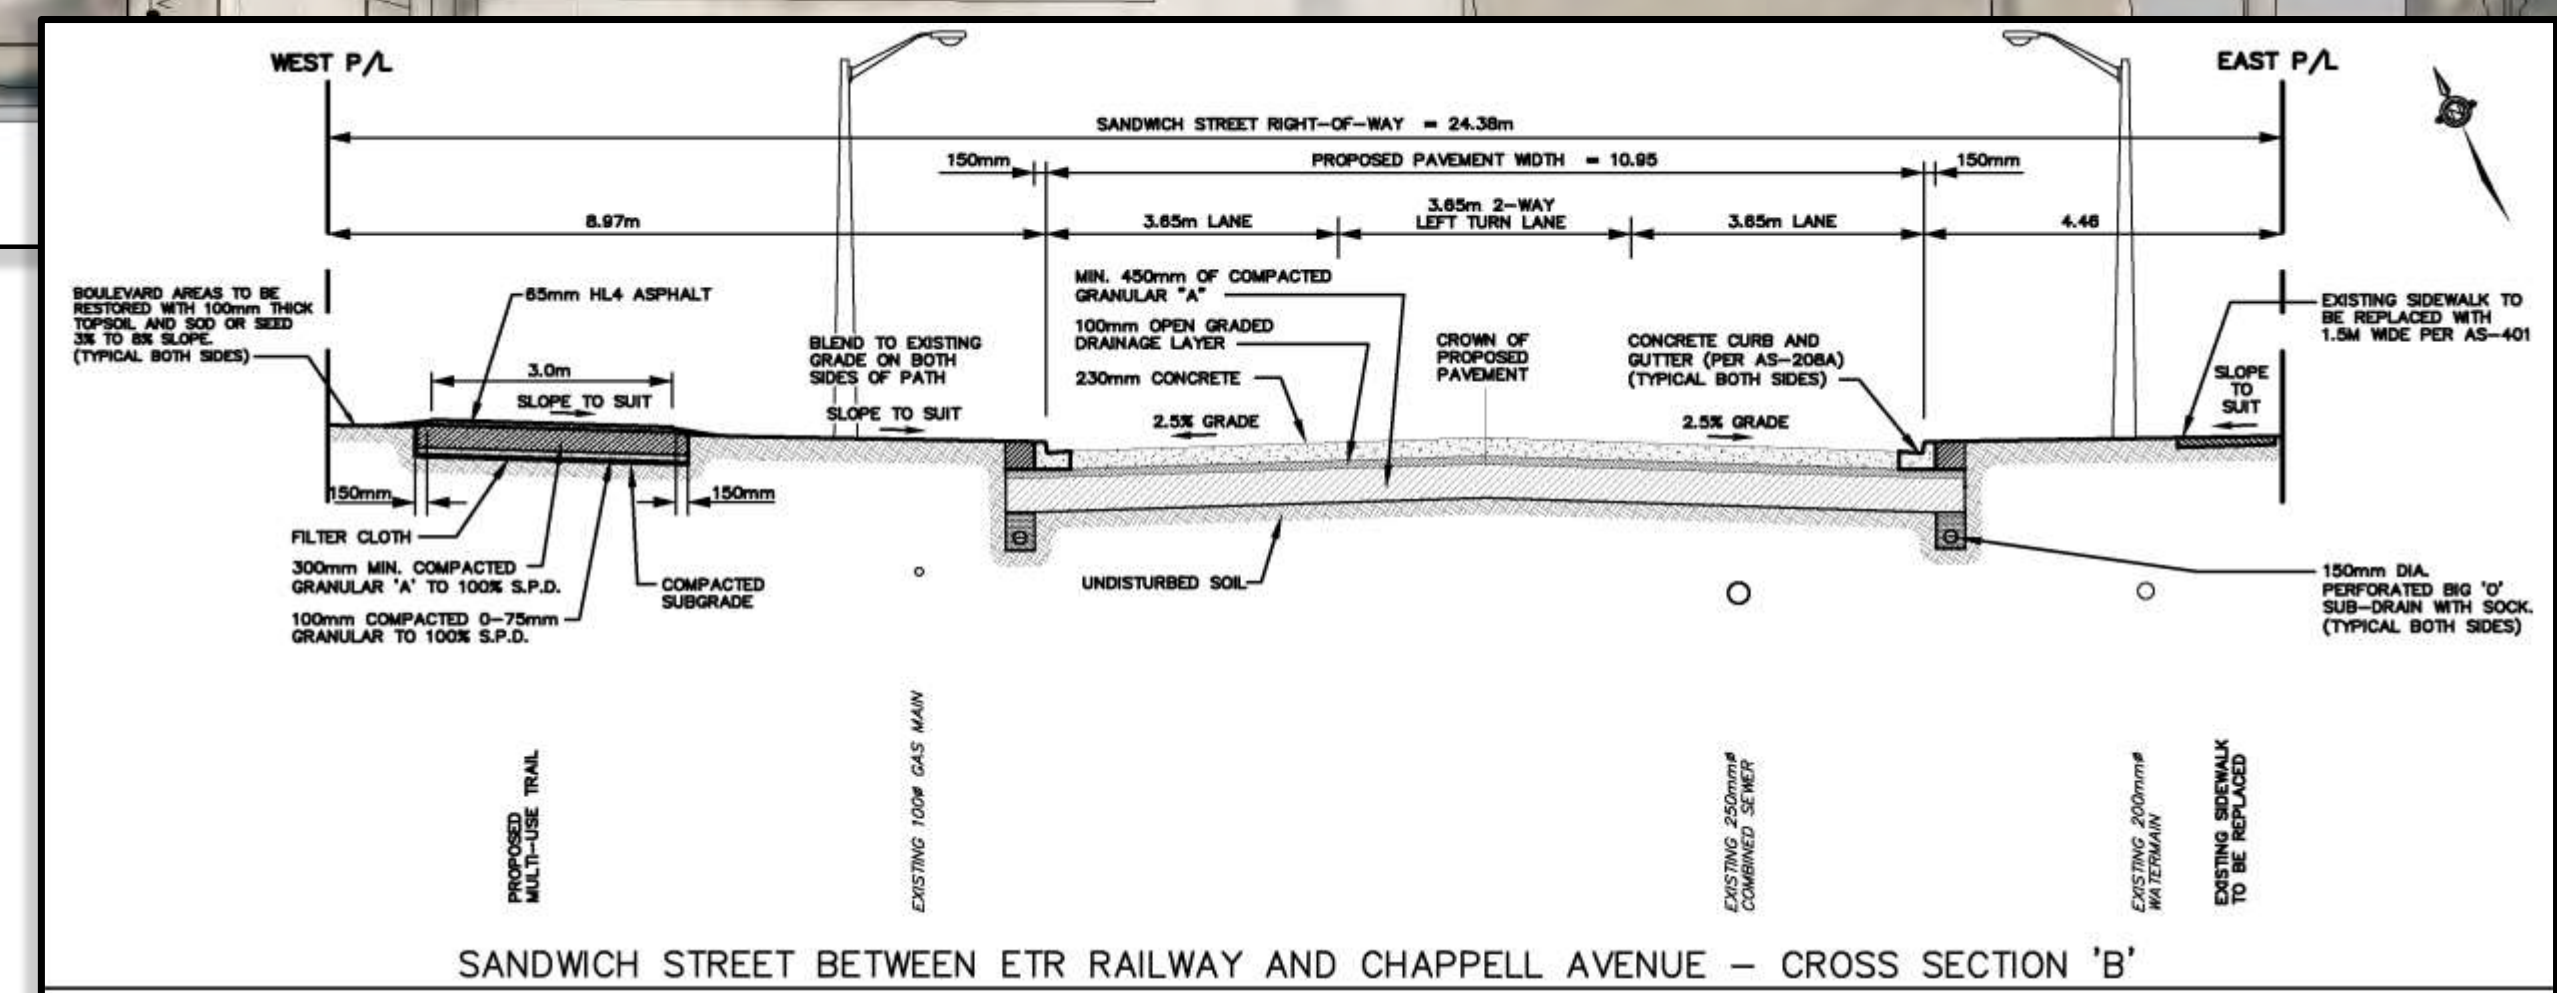 WEST P/L
EAST P/L
SANDWICH STREET RIGHT-OF-WAY = 24.38m
150mm
PROPOSED PAVEMENT WIDTH = 10.95
150mm
8.97m
3.65m LANE
3.65m 2-WAY
LEFT TURN LANE
3.65m LANE
4.46
BOULEVARD AREAS TO BE
RESTORED WITH 100mm THICK
TOPSOIL AND SOD OR SEED
3% TO 8% SLOPE.
(TYPICAL BOTH SIDES)
65mm HL4 ASPHALT
3.0m
SLOPE TO SUIT
BLEND TO EXISTING
GRADE ON BOTH
SIDES OF PATH
SLOPE TO SUIT
MIN. 450mm OF COMPACTED
GRANULAR "A"
100mm OPEN GRADED
DRAINAGE LAYER
230mm CONCRETE
2.5% GRADE
CROWN OF
PROPOSED
PAVEMENT
CONCRETE CURB AND
GUTTER (PER AS-208A)
(TYPICAL BOTH SIDES)
2.5% GRADE
EXISTING SIDEWALK TO
BE REPLACED WITH
1.5M WIDE PER AS-401
SLOPE
TO
SUIT
150mm
150mm
FILTER CLOTH
300mm MIN. COMPACTED
GRANULAR 'A' TO 100% S.P.D.
100mm COMPACTED 0-75mm
GRANULAR TO 100% S.P.D.
COMPACTED
SUBGRADE
UNDISTURBED SOIL
150mm DIA.
PERFORATED BIG 'O'
SUB-DRAIN WITH SOCK.
(TYPICAL BOTH SIDES)
PROPOSED
MULTI-USE TRAIL
EXISTING 100ø GAS MAIN
EXISTING 250mmø
COMBINED SEWER
EXISTING 200mmø
WATERMAIN
EXISTING SIDEWALK
TO BE REPLACED
SANDWICH STREET BETWEEN ETR RAILWAY AND CHAPPELL AVENUE - CROSS SECTION 'B'